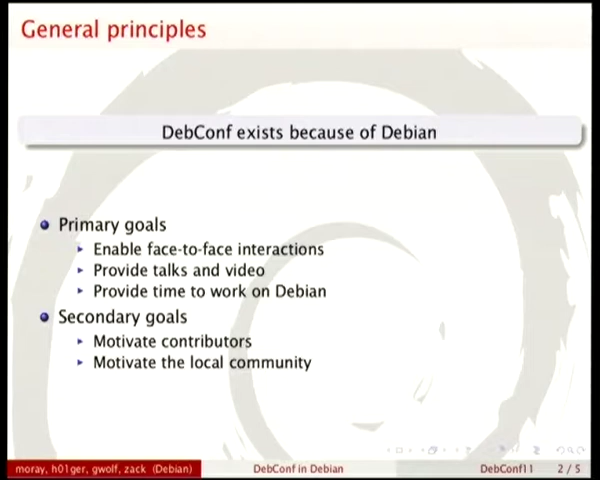 General principles
DebConf exists because of Debian
Primary goals
Enable face-to-face interactions
Provide talks and video
Provide time to work on Debian
Secondary goals
Motivate contributors
Motivate the local community
moray, h01ger, gwolf, zack (Debian)
DebConf in Debian
DebConf11
2 / 5